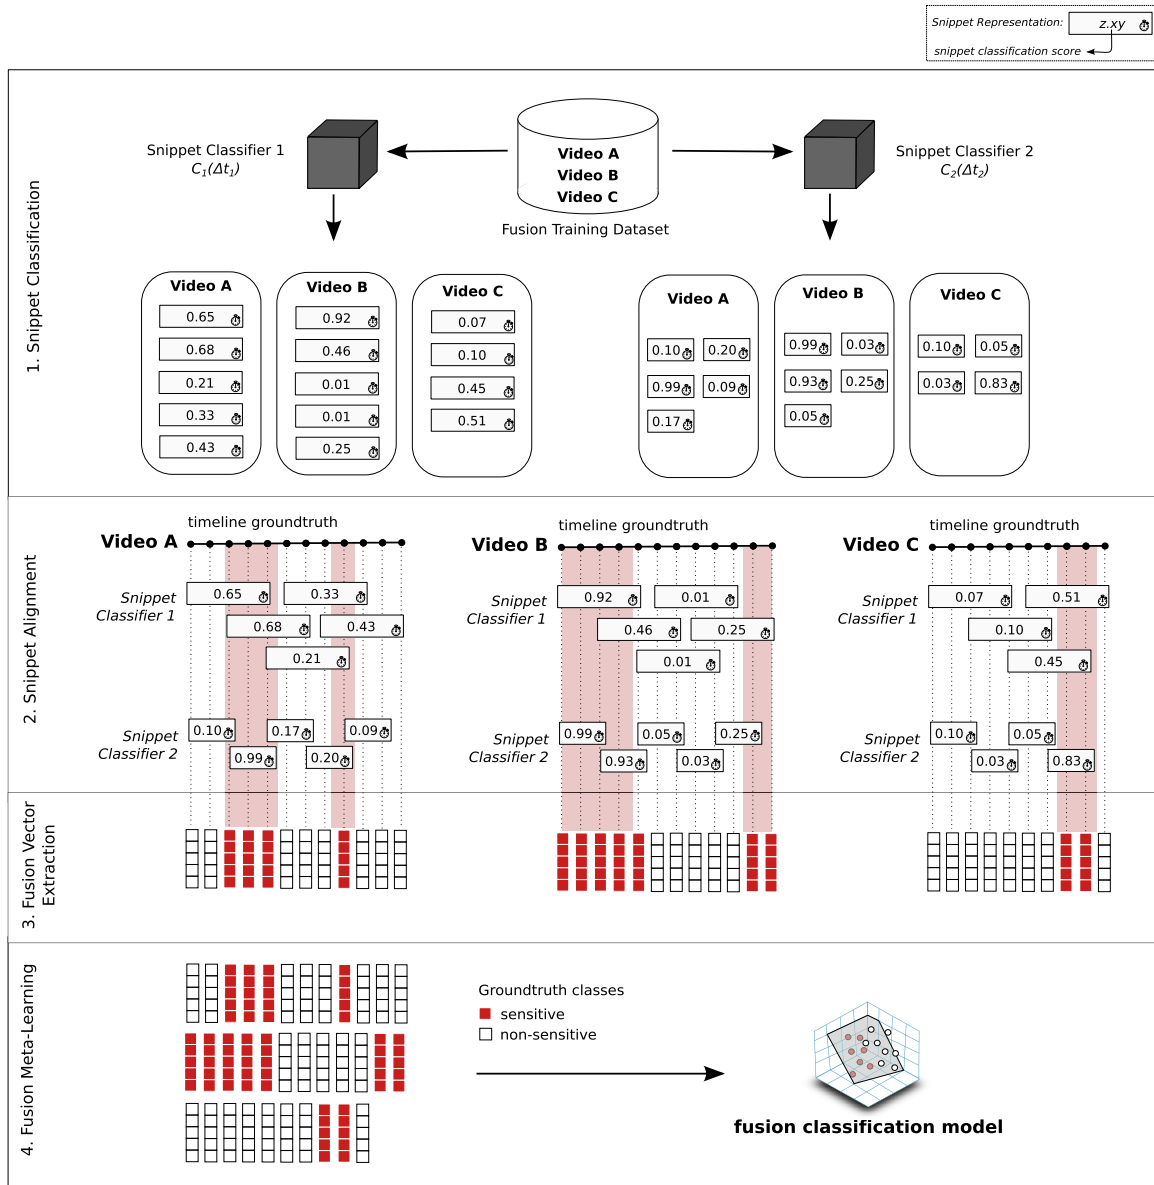 Snippet Representation: z.xy
snippet classification score
1. Snippet Classification
Snippet Classifier 1
C1(Δt1)
Video A
Video B
Video C
Fusion Training Dataset
Snippet Classifier 2
C2(Δt2)
Video A
0.65
0.68
0.21
0.33
0.43
Video B
0.92
0.46
0.01
0.01
0.25
Video C
0.07
0.10
0.45
0.51
Video A
0.10 0.20
0.99 0.09
0.17
Video B
0.99 0.03
0.93 0.25
0.05
Video C
0.10 0.05
0.03 0.83
2. Snippet Alignment
timeline groundtruth
Video A
Snippet
Classifier 1
0.65 0.33
0.68 0.43
0.21
Snippet
Classifier 2
0.10 0.17 0.09
0.99 0.20
timeline groundtruth
Video B
Snippet
Classifier 1
0.92 0.01
0.46 0.25
0.01
Snippet
Classifier 2
0.99 0.05 0.25
0.93 0.03
timeline groundtruth
Video C
Snippet
Classifier 1
0.07 0.51
0.10
0.45
Snippet
Classifier 2
0.10 0.05
0.03 0.83
3. Fusion Vector
Extraction
4. Fusion Meta-Learning
Groundtruth classes
sensitive
non-sensitive
fusion classification model